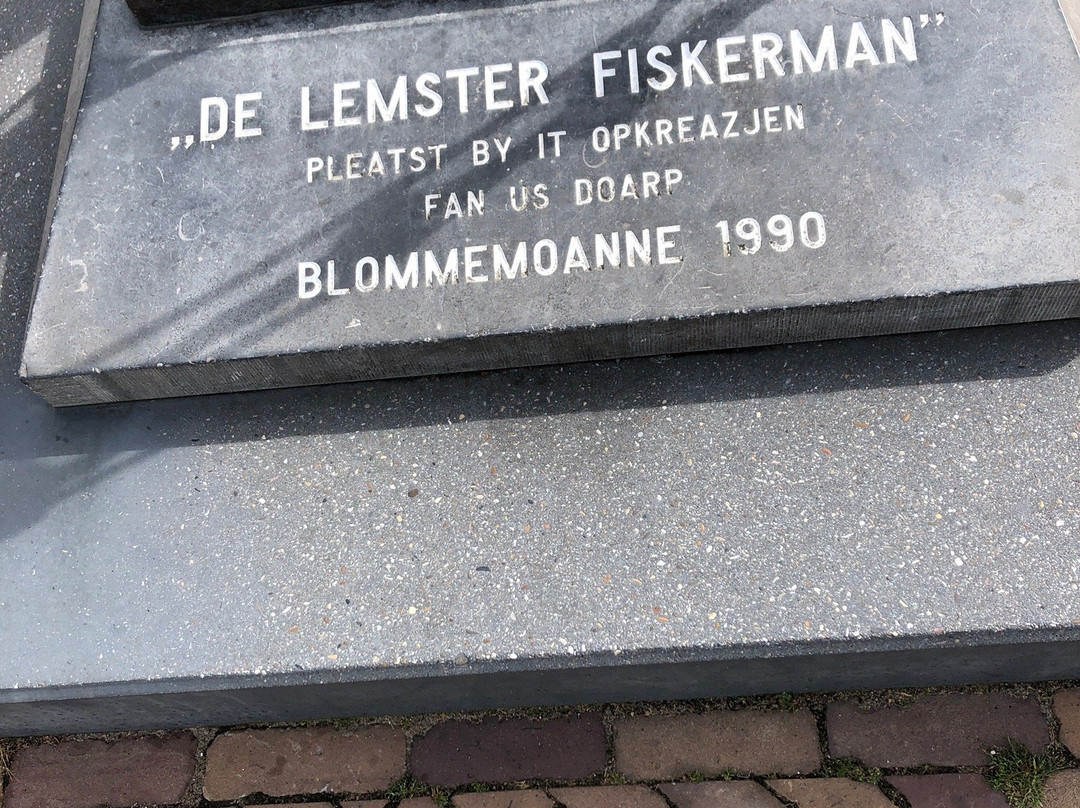 „DE LEMSTER FISKERMAN”
PLEATST BY IT OPKREAZJEN
FAN US DOARP
BLOMMEMOANNE 1990